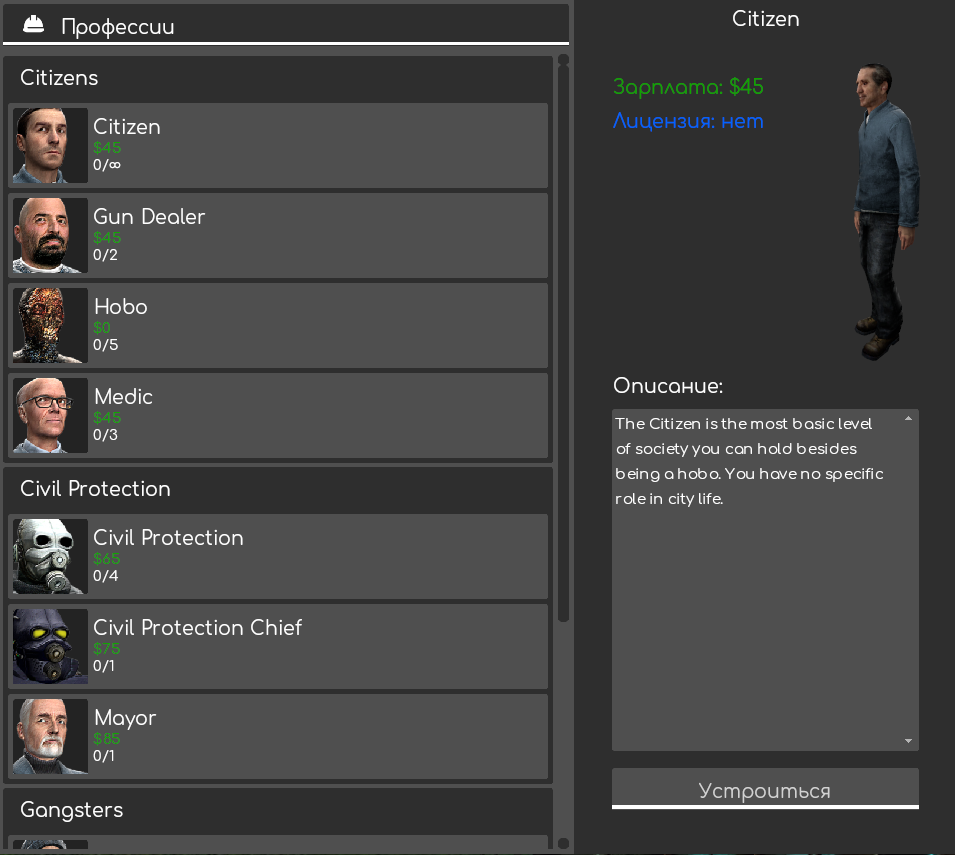 Профессии
Citizens
Citizen
$45
0/∞
Gun Dealer
$45
0/2
Hobo
$0
0/5
Medic
$45
0/3
Civil Protection
Civil Protection
$65
0/4
Civil Protection Chief
$75
0/1
Mayor
$85
0/1
Gangsters
Citizen
Зарплата: $45
Лицензия: нет
Описание:
The Citizen is the most basic level
of society you can hold besides
being a hobo. You have no specific
role in city life.
Устроиться